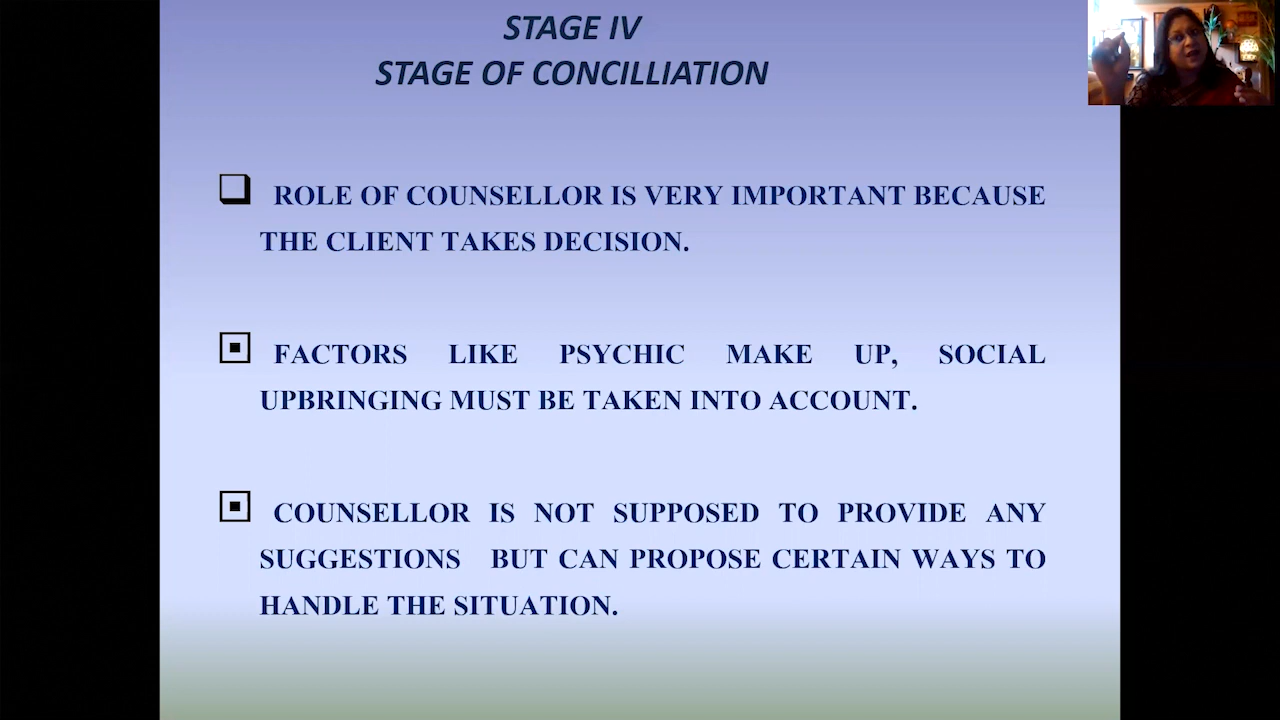 STAGE IV
STAGE OF CONCILLIATION
ROLE OF COUNSELLOR IS VERY IMPORTANT BECAUSE
THE CLIENT TAKES DECISION.
FACTORS LIKE PSYCHIC MAKE UP, SOCIAL
UPBRINGING MUST BE TAKEN INTO ACCOUNT.
COUNSELLOR IS NOT SUPPOSED TO PROVIDE ANY
SUGGESTIONS BUT CAN PROPOSE CERTAIN WAYS TO
HANDLE THE SITUATION.